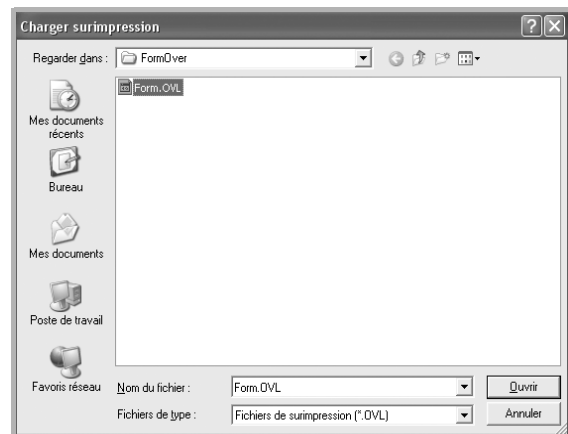 Charger surimpression
Regarder dans :
FormOver
Form.OVL
Mes documents
récents
Bureau
Mes documents
Poste de travail
Favoris réseau
Nom du fichier :
Form.OVL
Ouvrir
Fichiers de type :
Fichiers de surimpression (*.OVL)
Annuler